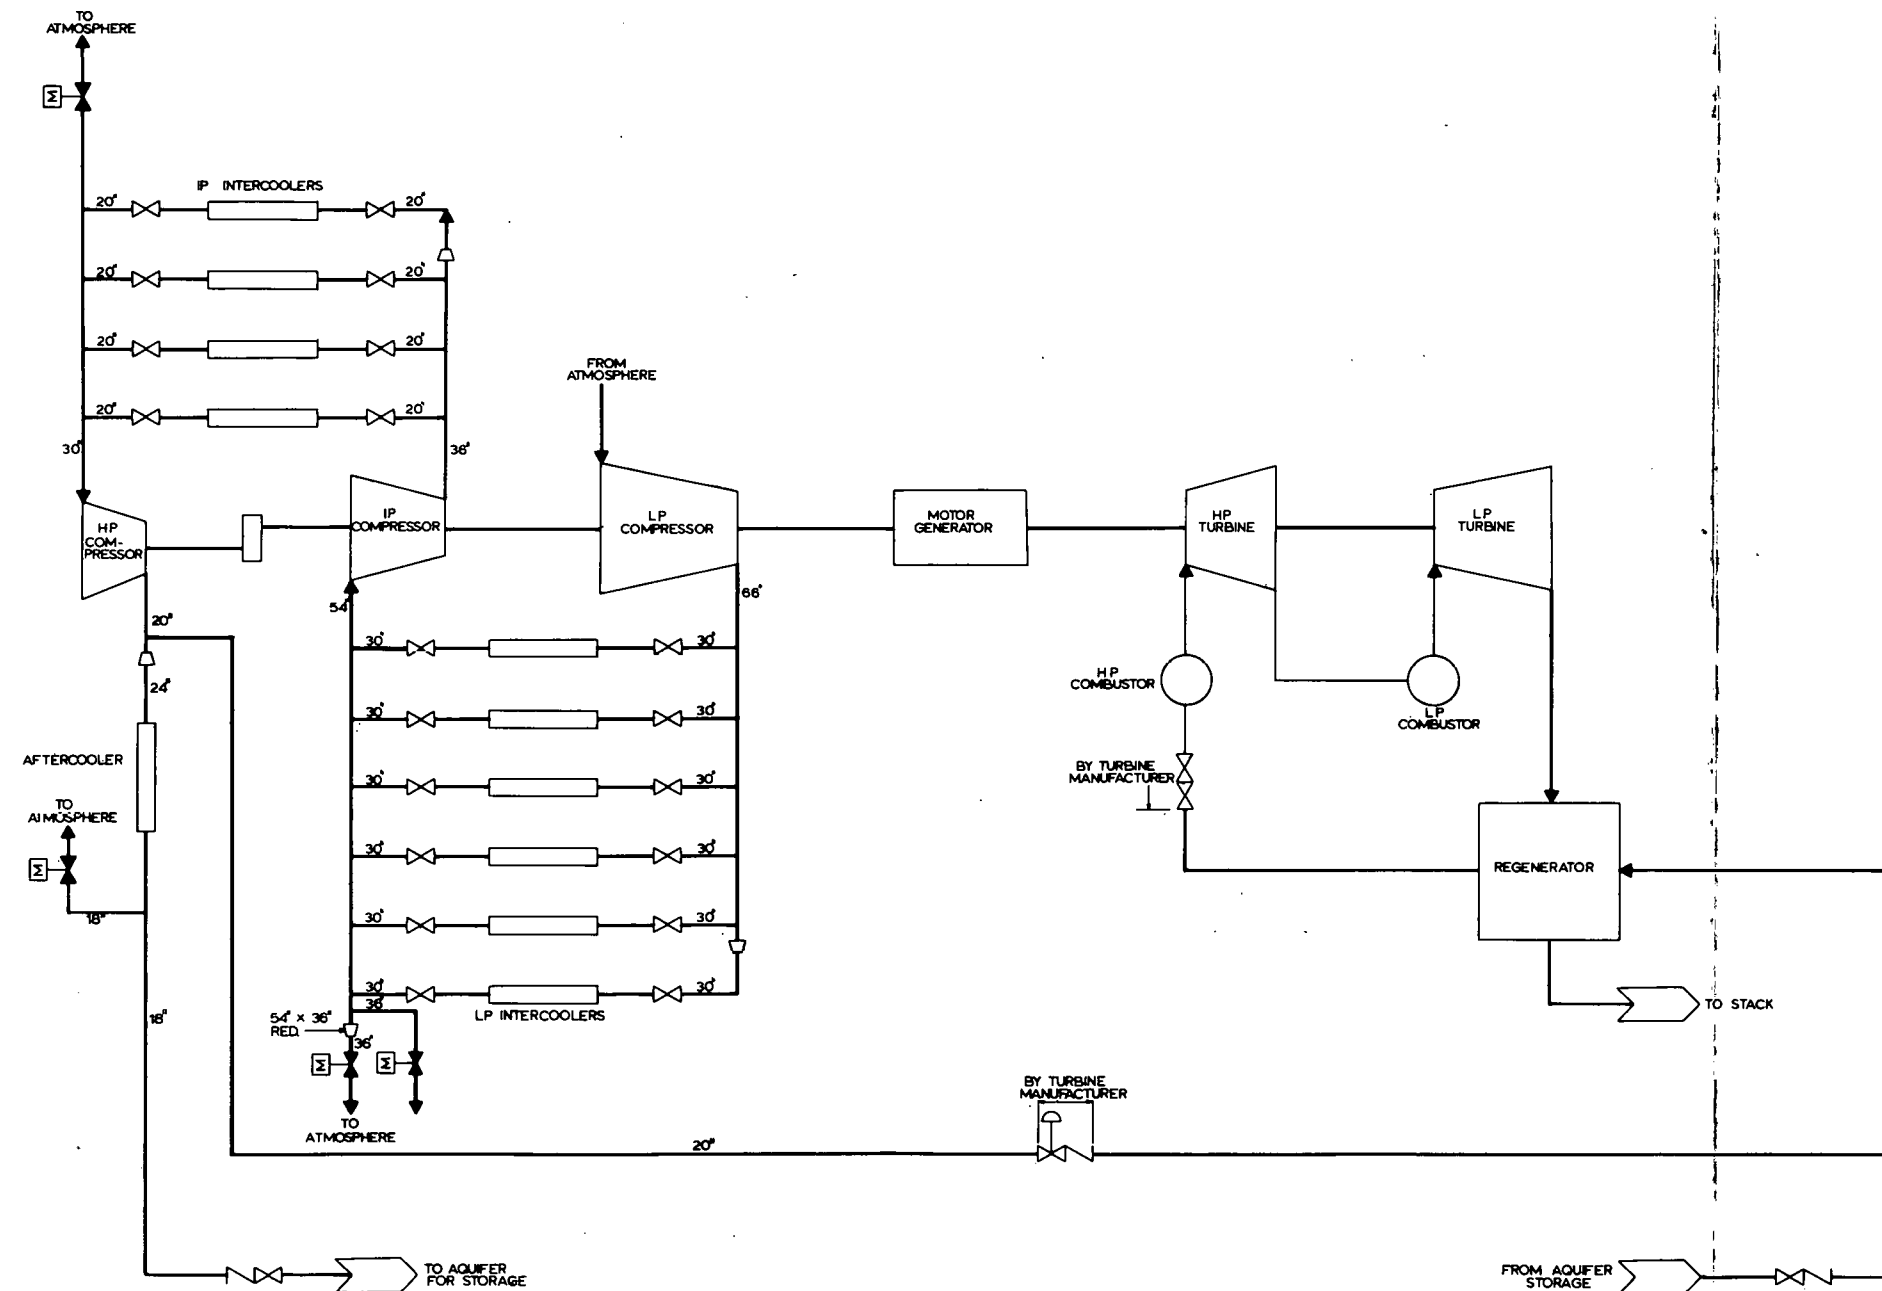 TO
ATMOSPHERE
M
IP INTERCOOLERS
20" 20"
20" 20"
20" 20"
20" 20"
30" 36"
FROM
ATMOSPHERE
HP
COM-
PRESSOR
IP
COMPRESSOR
LP
COMPRESSOR
MOTOR
GENERATOR
HP
TURBINE
LP
TURBINE
54"
66"
20"
24"
30" 30"
30" 30"
30" 30"
30" 30"
30" 30"
30" 30"
36"
LP INTERCOOLERS
54" X 36"
RED.
36"
M
M
TO
ATMOSPHERE
AFTERCOOLER
TO
ATMOSPHERE
M
18"
18"
HP
COMBUSTOR
LP
COMBUSTOR
BY TURBINE
MANUFACTURER
REGENERATOR
TO STACK
BY TURBINE
MANUFACTURER
20"
TO AQUIFER
FOR STORAGE
FROM AQUIFER
STORAGE